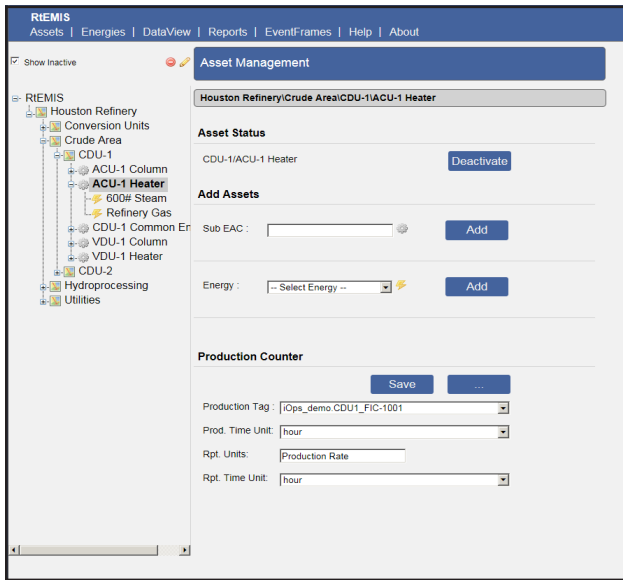 RtEMIS
Assets | Energies | DataView | Reports | EventFrames | Help | About
Show Inactive
Asset Management
RtEMIS
Houston Refinery
Conversion Units
Crude Area
CDU-1
ACU-1 Column
ACU-1 Heater
600# Steam
Refinery Gas
CDU-1 Common En
VDU-1 Column
VDU-1 Heater
CDU-2
Hydroprocessing
Utilities
Houston Refinery\Crude Area\CDU-1\ACU-1 Heater
Asset Status
CDU-1/ACU-1 Heater Deactivate
Add Assets
Sub EAC : Add
Energy : -- Select Energy -- Add
Production Counter
Save ...
Production Tag : iOps_demo.CDU1_FIC-1001
Prod. Time Unit: hour
Rpt. Units: Production Rate
Rpt. Time Unit: hour